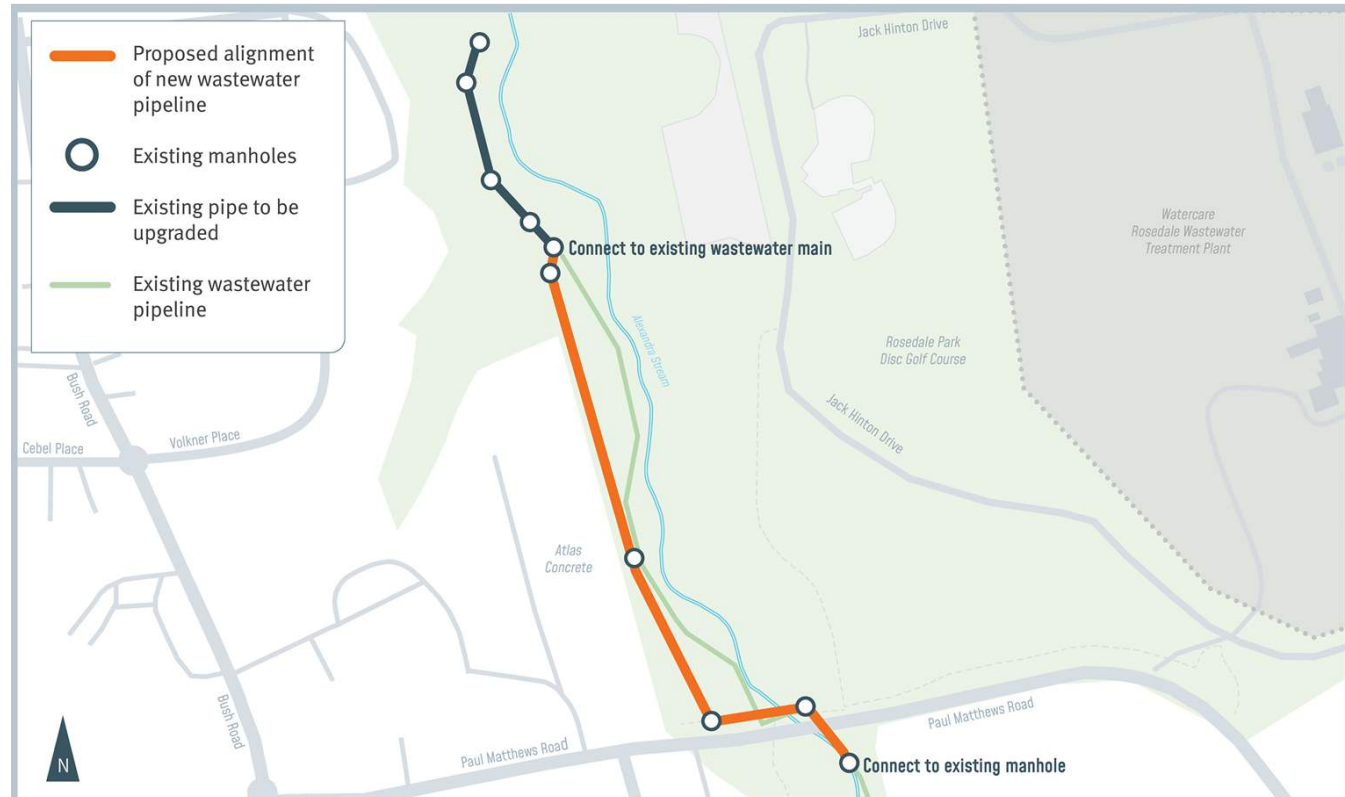 Proposed alignment
of new wastewater
pipeline
Existing manholes
Existing pipe to be
upgraded
Existing wastewater
pipeline
Jack Hinton Drive
Watercare
Rosedale Wastewater
Treatment Plant
Connect to existing wastewater main
Alexandra Stream
Rosedale Park
Disc Golf Course
Jack Hinton Drive
Bush Road
Volkner Place
Cebel Place
Atlas
Concrete
Bush Road
Paul Matthews Road
Paul Matthews Road
Connect to existing manhole
N